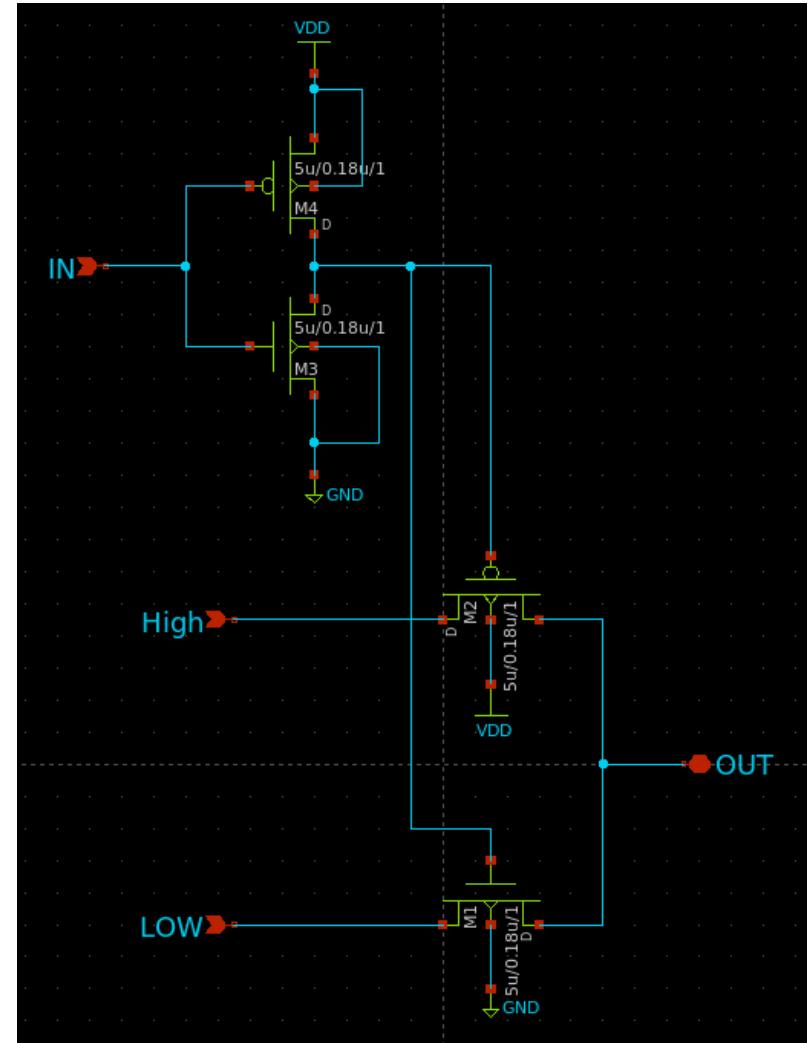 VDD
5u/0.18u/1
M4
D
IN
D
5u/0.18u/1
M3
GND
High
D
M2
5u/0.18u/1
VDD
OUT
LOW
M1
5u/0.18u/1
D
GND